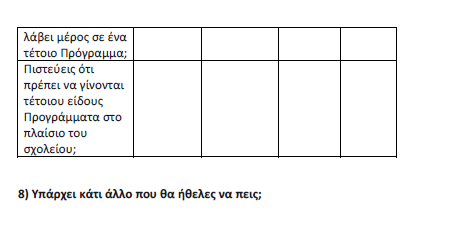 λάβει μέρος σε ένα
τέτοιο Πρόγραμμα;
Πιστεύεις ότι
πρέπει να γίνονται
τέτοιου είδους
Προγράμματα στο
πλαίσιο του
σχολείου;
8) Υπάρχει κάτι άλλο που θα ήθελες να πεις;